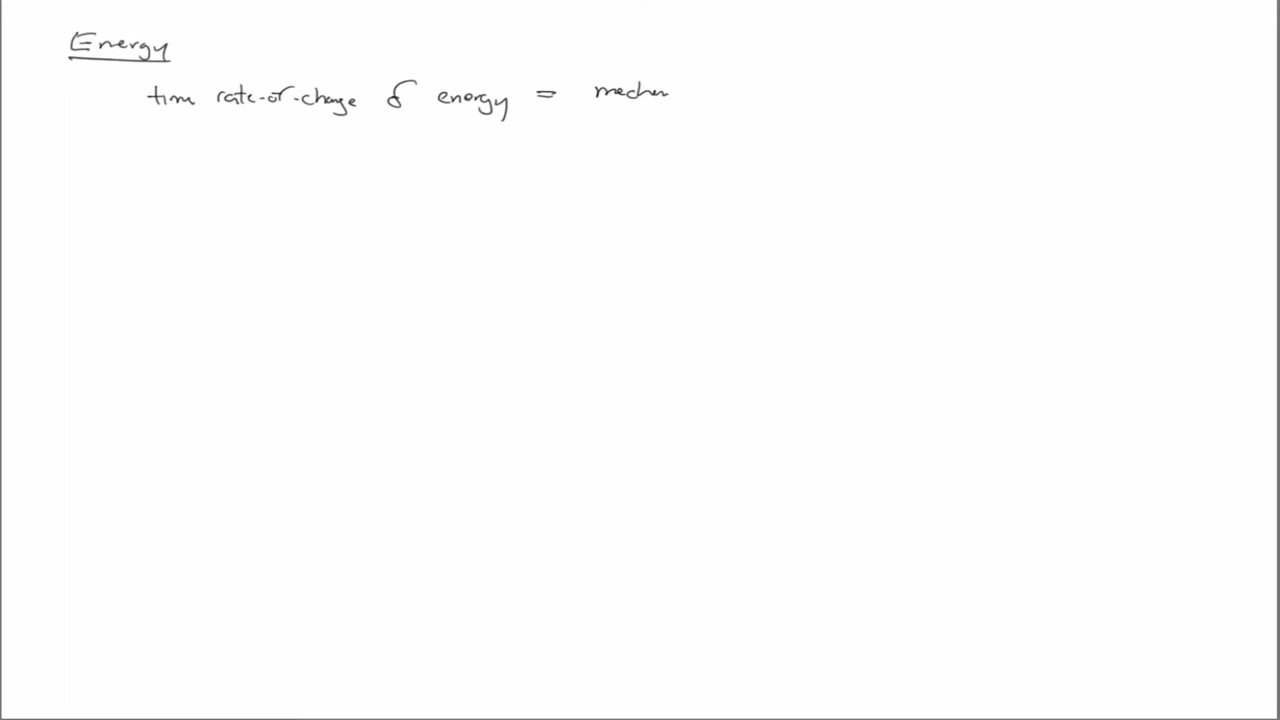 Energy
time rate-of-change of energy = mechan